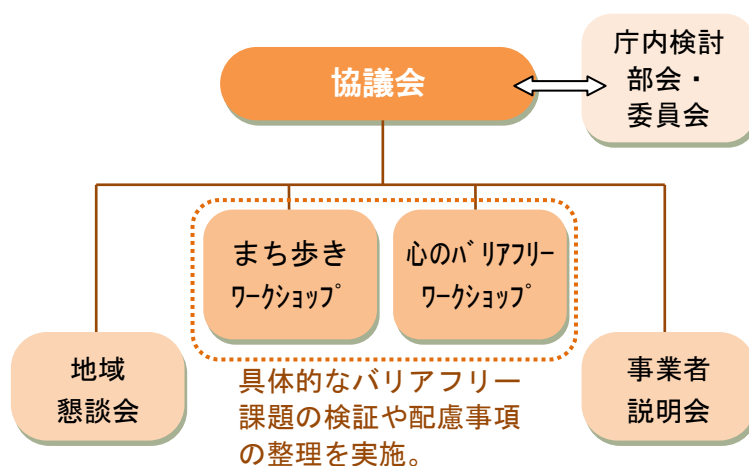 協議会
庁内検討
部会・
委員会
まち歩き
ﾜｰｸｼｮｯﾌﾟ
心のﾊﾞﾘｱﾌﾘｰ
ﾜｰｸｼｮｯﾌﾟ
地域
懇談会
事業者
説明会
具体的なバリアフリー
課題の検証や配慮事項
の整理を実施。